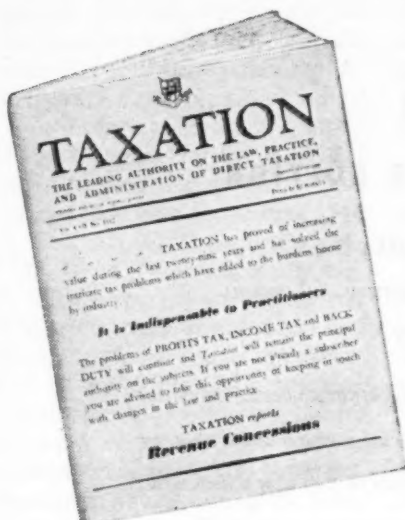 TAXATION
THE LEADING AUTHORITY ON THE LAW, PRACTICE,
AND ADMINISTRATION OF DIRECT TAXATION
TAXATION has proved of increasing
value during the last twenty-nine years and has solved the
intricate tax problems which have added to the burdens borne
by industry.
It is Indispensable to Practitioners
The problems of PROFITS TAX, INCOME TAX and BACK
DUTY will continue and Taxation will remain the principal
authority on the subjects. If you are not already a subscriber
you are advised to take this opportunity of keeping in touch
with changes in the law and practice
TAXATION reports
Revenue Concessions